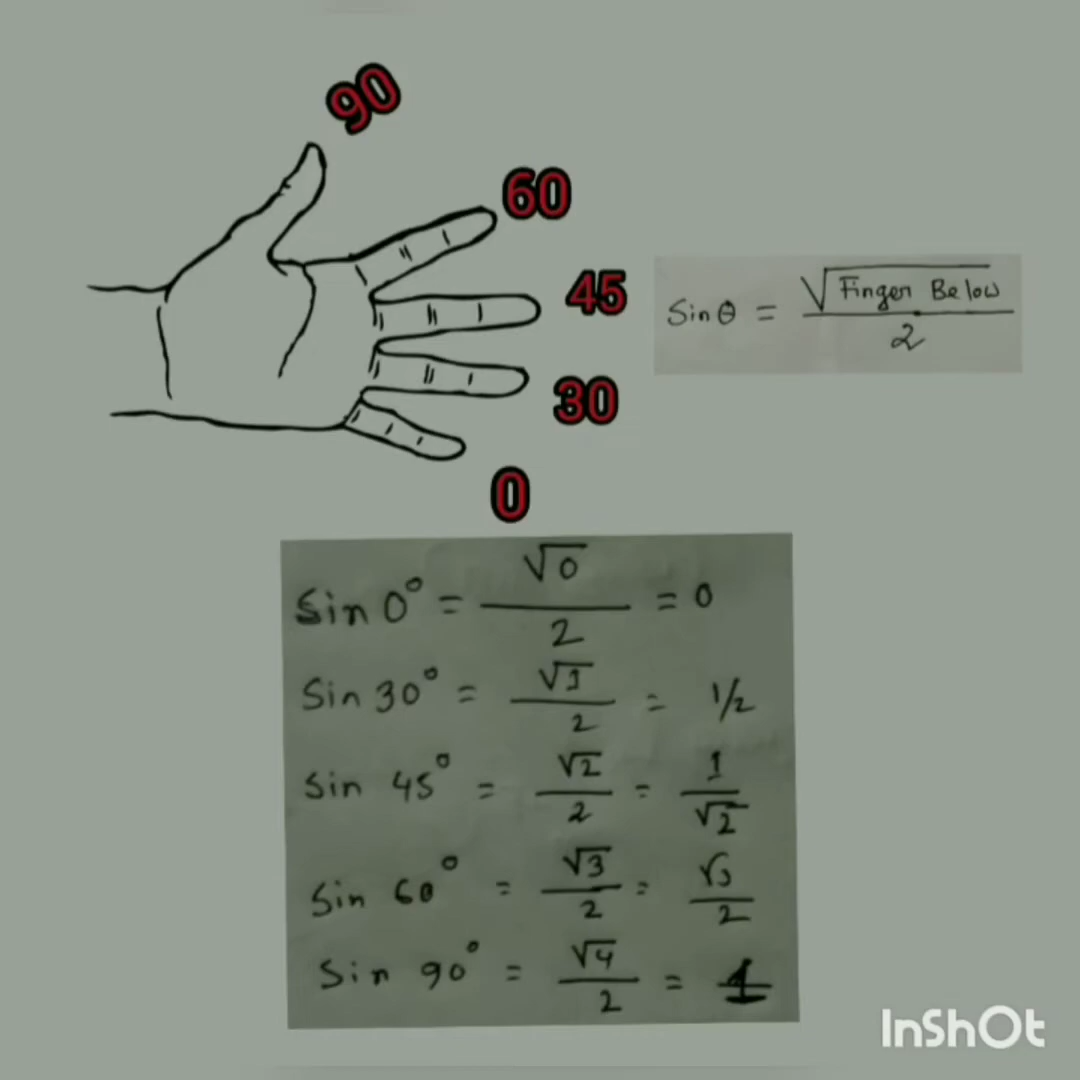 90
60
45
30
0
Sin θ = √Finger Below / 2
Sin 0° = √0 / 2 = 0
Sin 30° = √1 / 2 = 1/2
Sin 45° = √2 / 2 = 1 / √2
Sin 60° = √3 / 2 = √3 / 2
Sin 90° = √4 / 2 = 1
InShOt